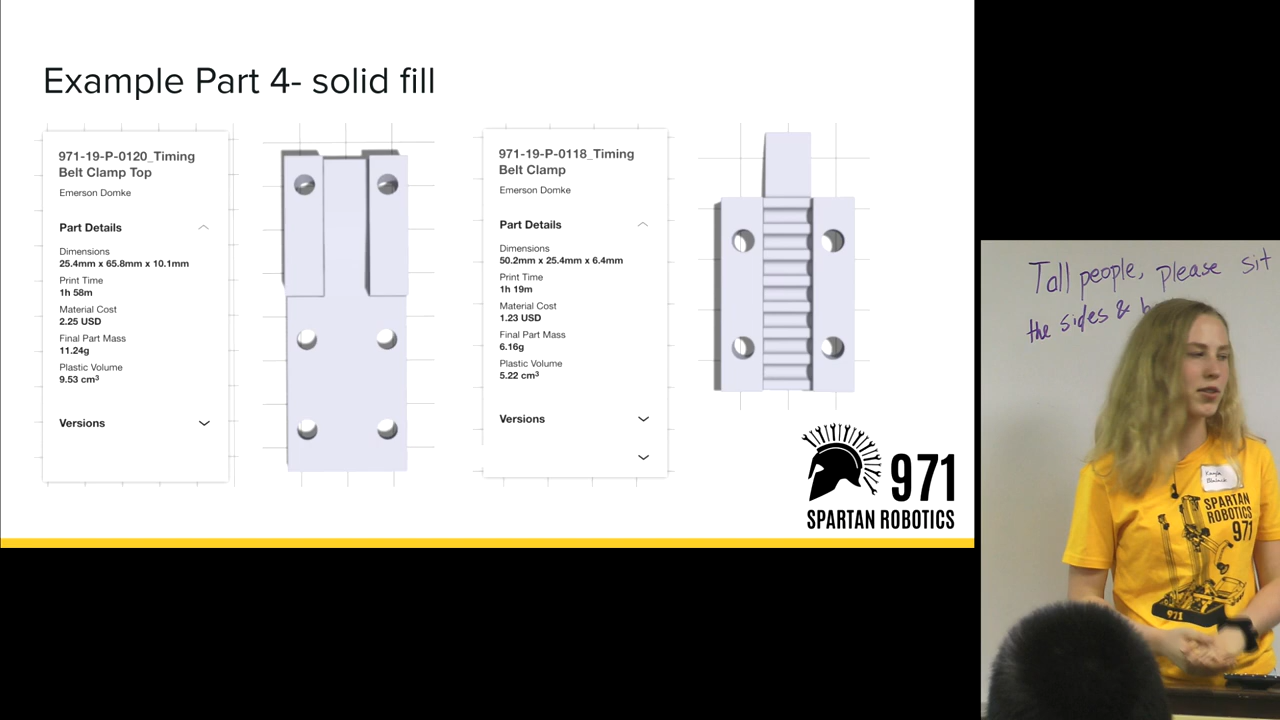 Example Part 4- solid fill
971-19-P-0120_Timing
Belt Clamp Top
Emerson Domke
Part Details
Dimensions
25.4mm x 65.8mm x 10.1mm
Print Time
1h 58m
Material Cost
2.25 USD
Final Part Mass
11.24g
Plastic Volume
9.53 cm³
Versions
971-19-P-0118_Timing
Belt Clamp
Emerson Domke
Part Details
Dimensions
50.2mm x 25.4mm x 6.4mm
Print Time
1h 19m
Material Cost
1.23 USD
Final Part Mass
6.16g
Plastic Volume
5.22 cm³
Versions
971
SPARTAN ROBOTICS
Tall people, please sit
the sides &
SPARTAN
ROBOTICS
971
971